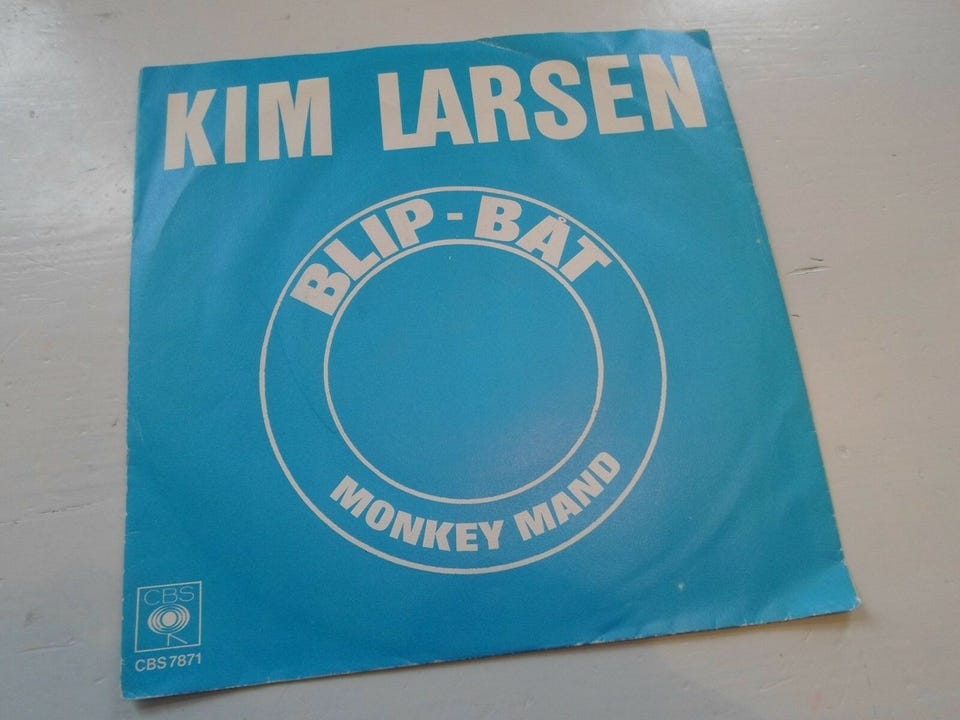 KIM LARSEN
BLIP-BÅT
MONKEY MAND
CBS
CBS 7871